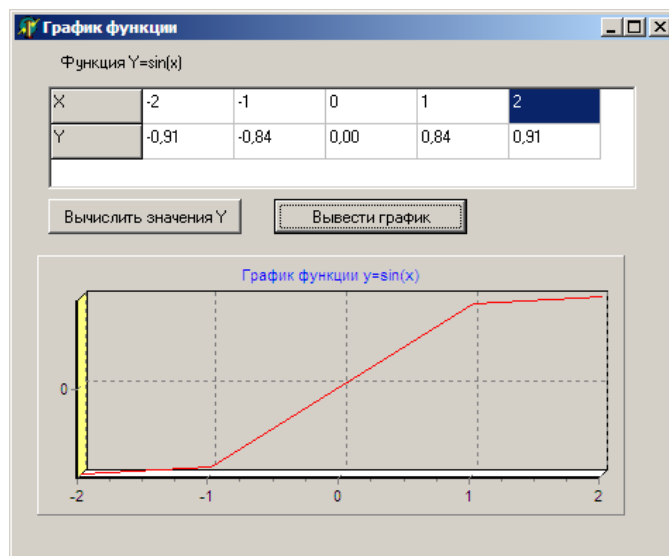 График функции
Функция Y=sin(x)
X -2 -1 0 1 2
Y -0,91 -0,84 0,00 0,84 0,91
Вычислить значения Y Вывести график
График функции y=sin(x)
0
-2 -1 0 1 2